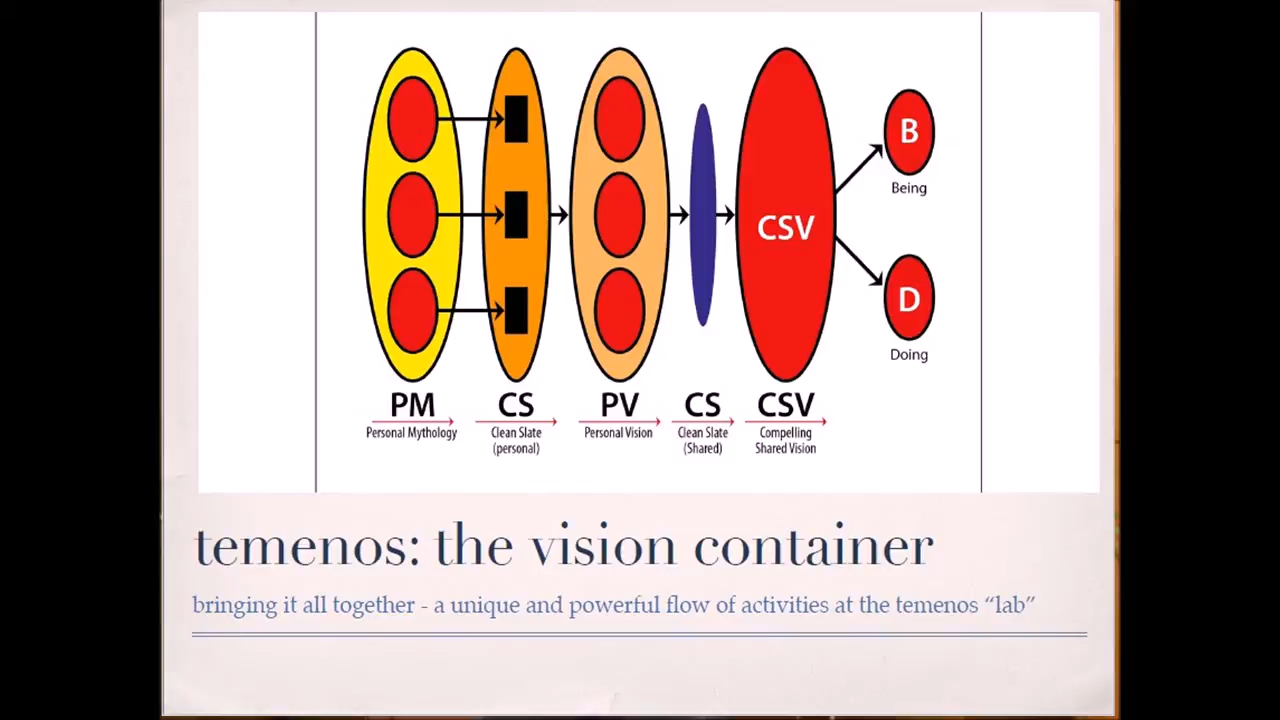 B
Being
CSV
D
Doing
PM
CS
PV
CS
CSV
Personal Mythology
Clean Slate
(personal)
Personal Vision
Clean Slate
(Shared)
Compelling
Shared Vision
temenos: the vision container
bringing it all together - a unique and powerful flow of activities at the temenos “lab”